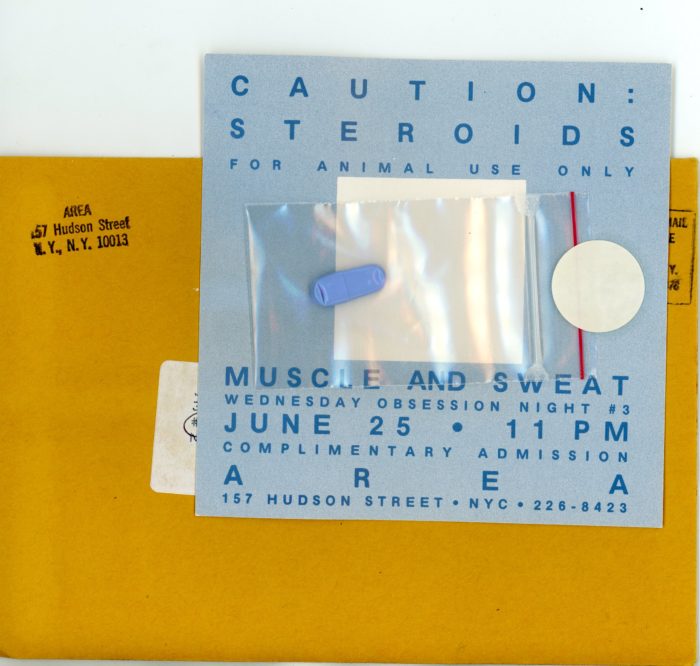 CAUTION:
STEROIDS
FOR ANIMAL USE ONLY
AREA
157 Hudson Street
N.Y., N.Y. 10013
MUSCLE AND SWEAT
WEDNESDAY OBSESSION NIGHT #3
JUNE 25 • 11 PM
COMPLIMENTARY ADMISSION
AREA
157 HUDSON STREET • NYC • 226-8423